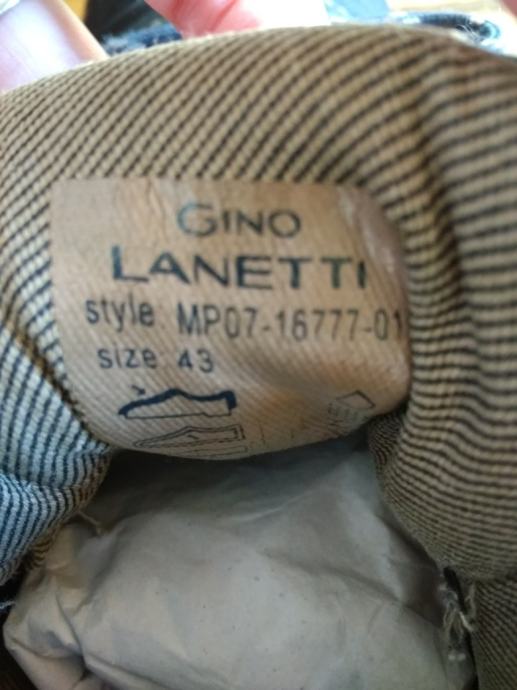 GINO
LANETTI
style MP07-16777-01
size 43